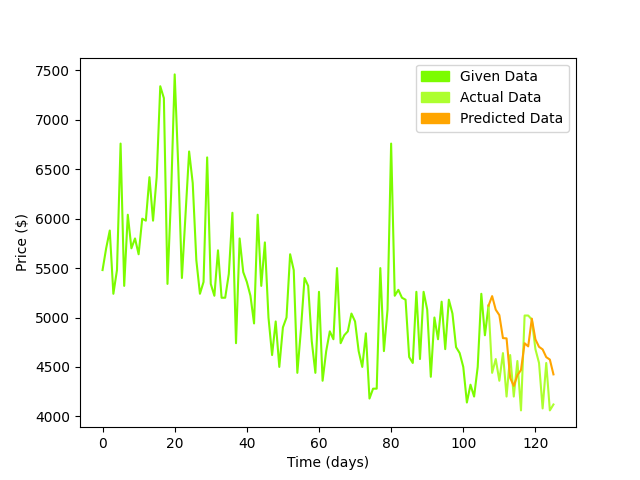 Given Data
Actual Data
Predicted Data
7500
7000
6500
6000
5500
5000
4500
4000
Price ($)
0 20 40 60 80 100 120
Time (days)